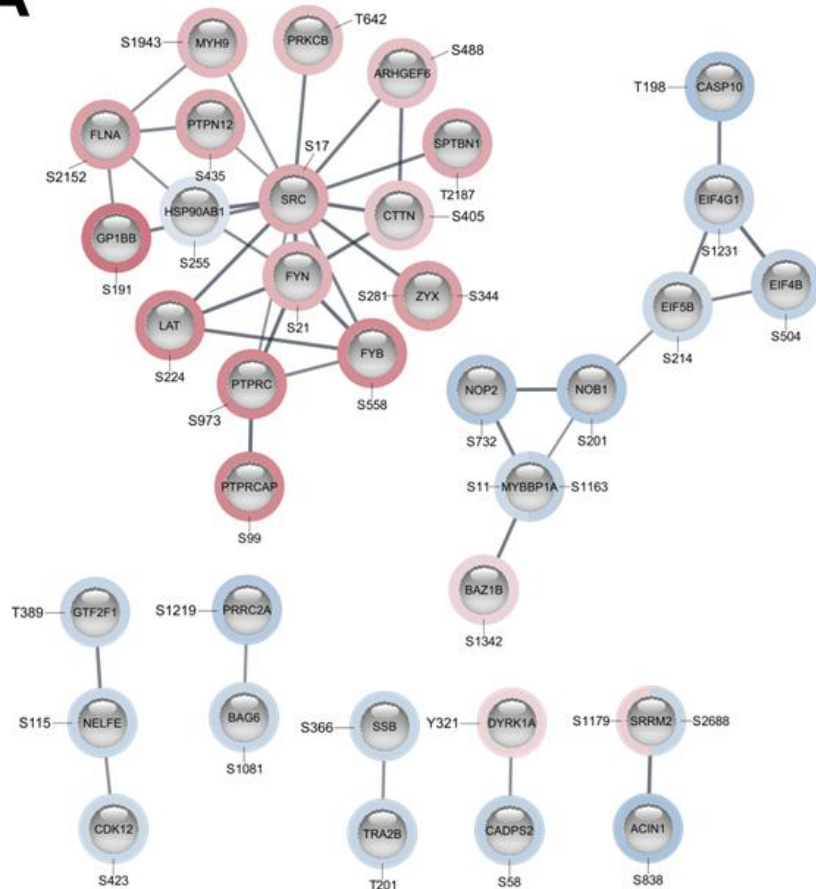 A
T642
S1943
MYH9
PRKCB
S488
ARHGEF6
T198
CASP10
FLNA
PTPN12
S17
SPTBN1
S2152
S435
SRC
T2187
HSP90AB1
CTTN
S405
EIF4G1
GP1BB
S255
S1231
S191
FYN
S281
ZYX
S344
EIF4B
EIF5B
LAT
S21
S214
S504
S224
FYB
PTPRC
S558
NOP2
NOB1
S973
S732
S201
PTPRCAP
S11
MYBBP1A
S1163
S99
BAZ1B
T389
GTF2F1
S1219
PRRC2A
S1342
S115
NELFE
BAG6
S366
SSB
Y321
DYRK1A
S1179
SRRM2
S2688
S1081
CDK12
TRA2B
CADPS2
ACIN1
S423
T201
S58
S838